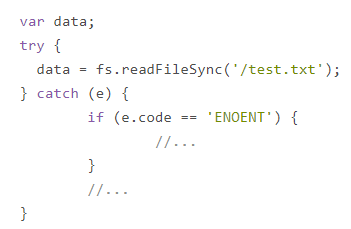 var data;
try {
  data = fs.readFileSync('/test.txt');
} catch (e) {
        if (e.code == 'ENOENT') {
                //...
        }
        //...
}